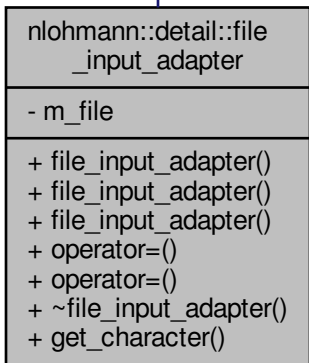 nlohmann::detail::file
_input_adapter
- m_file
+ file_input_adapter()
+ file_input_adapter()
+ file_input_adapter()
+ operator=()
+ operator=()
+ ~file_input_adapter()
+ get_character()